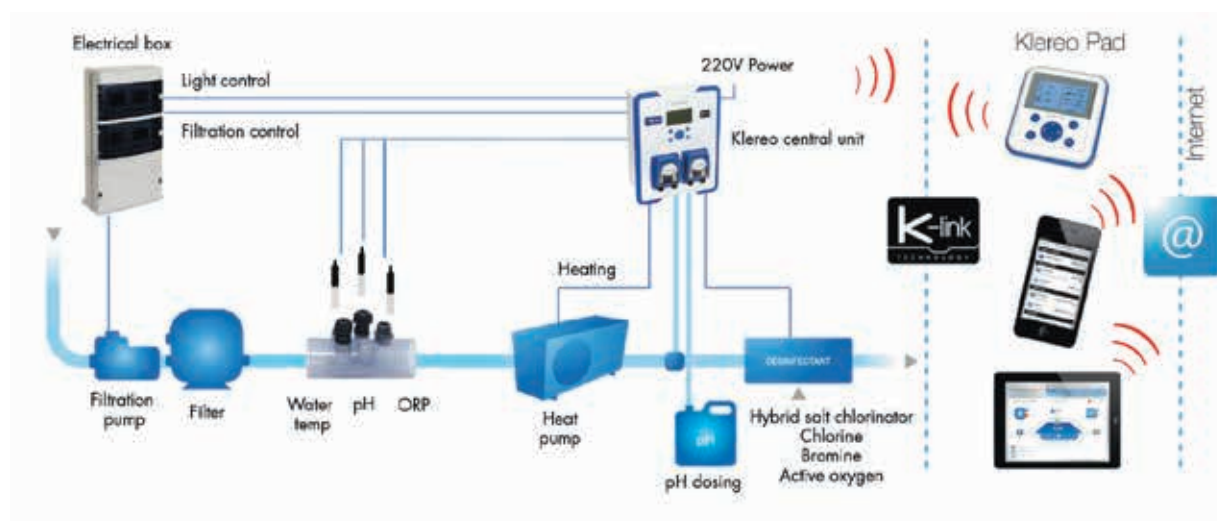 Electrical box
Light control
Filtration control
220V Power
Klereo central unit
Klereo Pad
Internet
K-link
TECHNOLOGY
@
Heating
DESINFECTANT
Filtration
pump
Filter
Water
temp
pH
ORP
Heat
pump
pH
pH dosing
Hybrid salt chlorinator
Chlorine
Bromine
Active oxygen